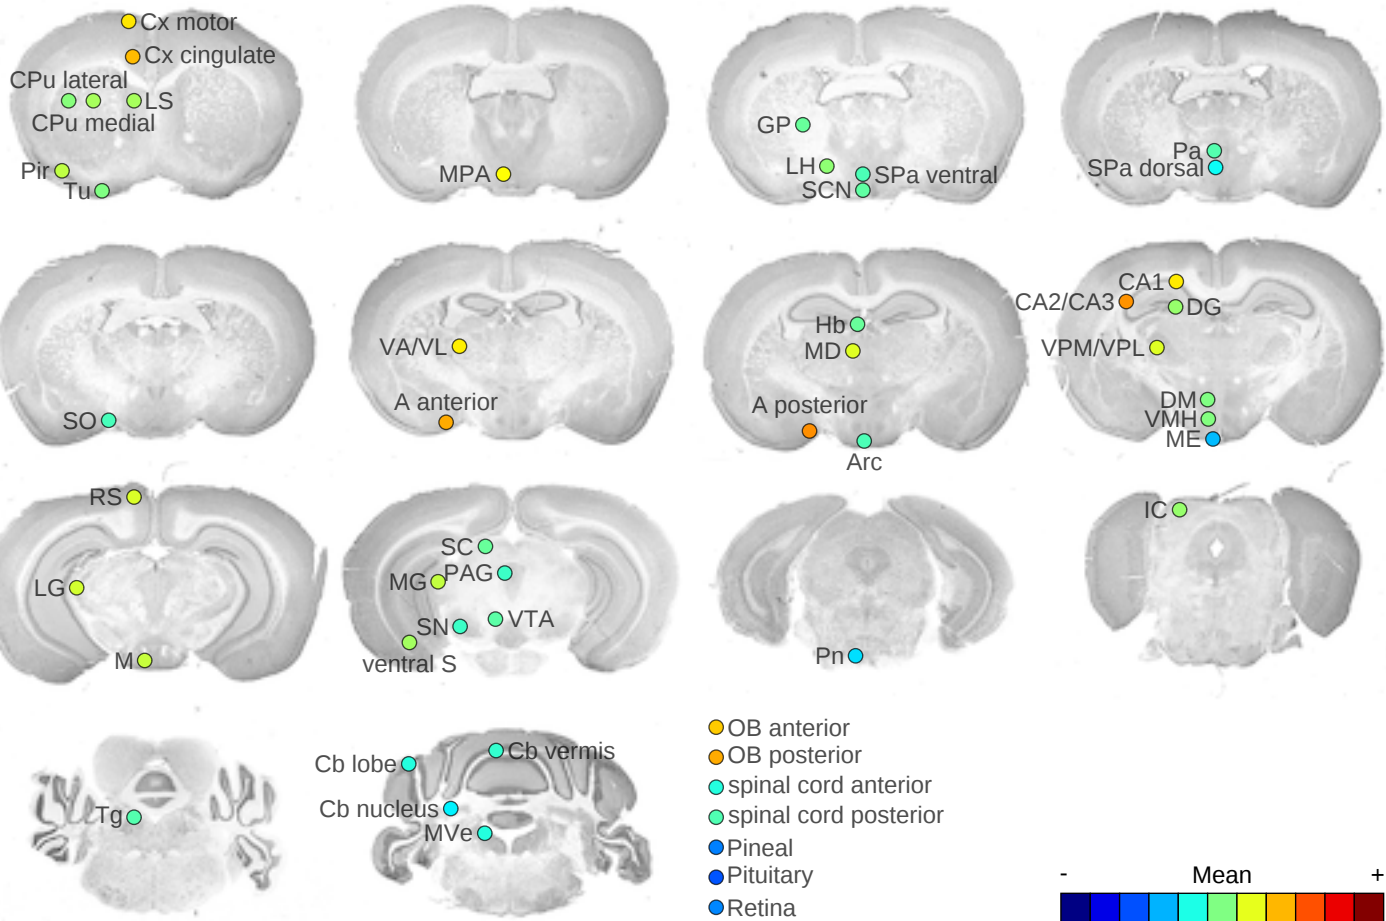 Cx motor
Cx cingulate
CPu lateral
LS
CPu medial
Pir
Tu
MPA
GP
LH
SPa ventral
SCN
Pa
SPa dorsal
SO
VA/VL
A anterior
Hb
MD
A posterior
Arc
CA1
CA2/CA3
DG
VPM/VPL
DM
VMH
ME
RS
LG
M
SC
PAG
MG
VTA
SN
ventral S
Pn
IC
Tg
Cb vermis
Cb lobe
Cb nucleus
MVe
OB anterior
OB posterior
spinal cord anterior
spinal cord posterior
Pineal
Pituitary
Retina
- Mean +